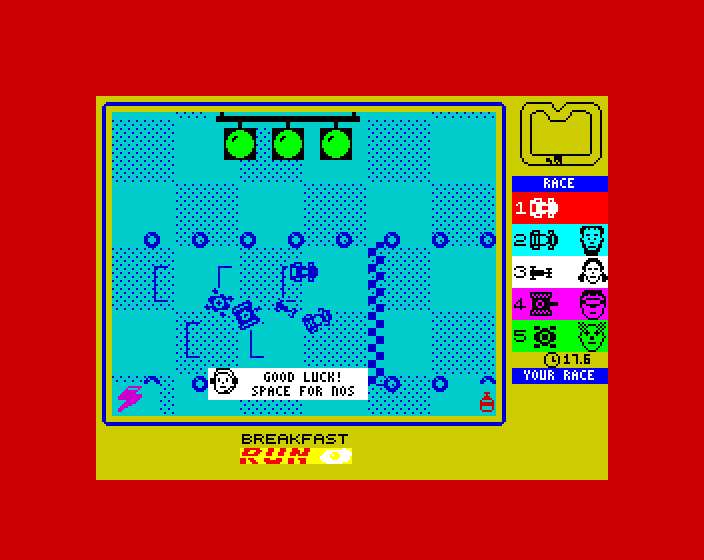 RACE
1
2
3
4
5
17.6
YOUR RACE
GOOD LUCK!
SPACE FOR NOS
BREAKFAST
RUN